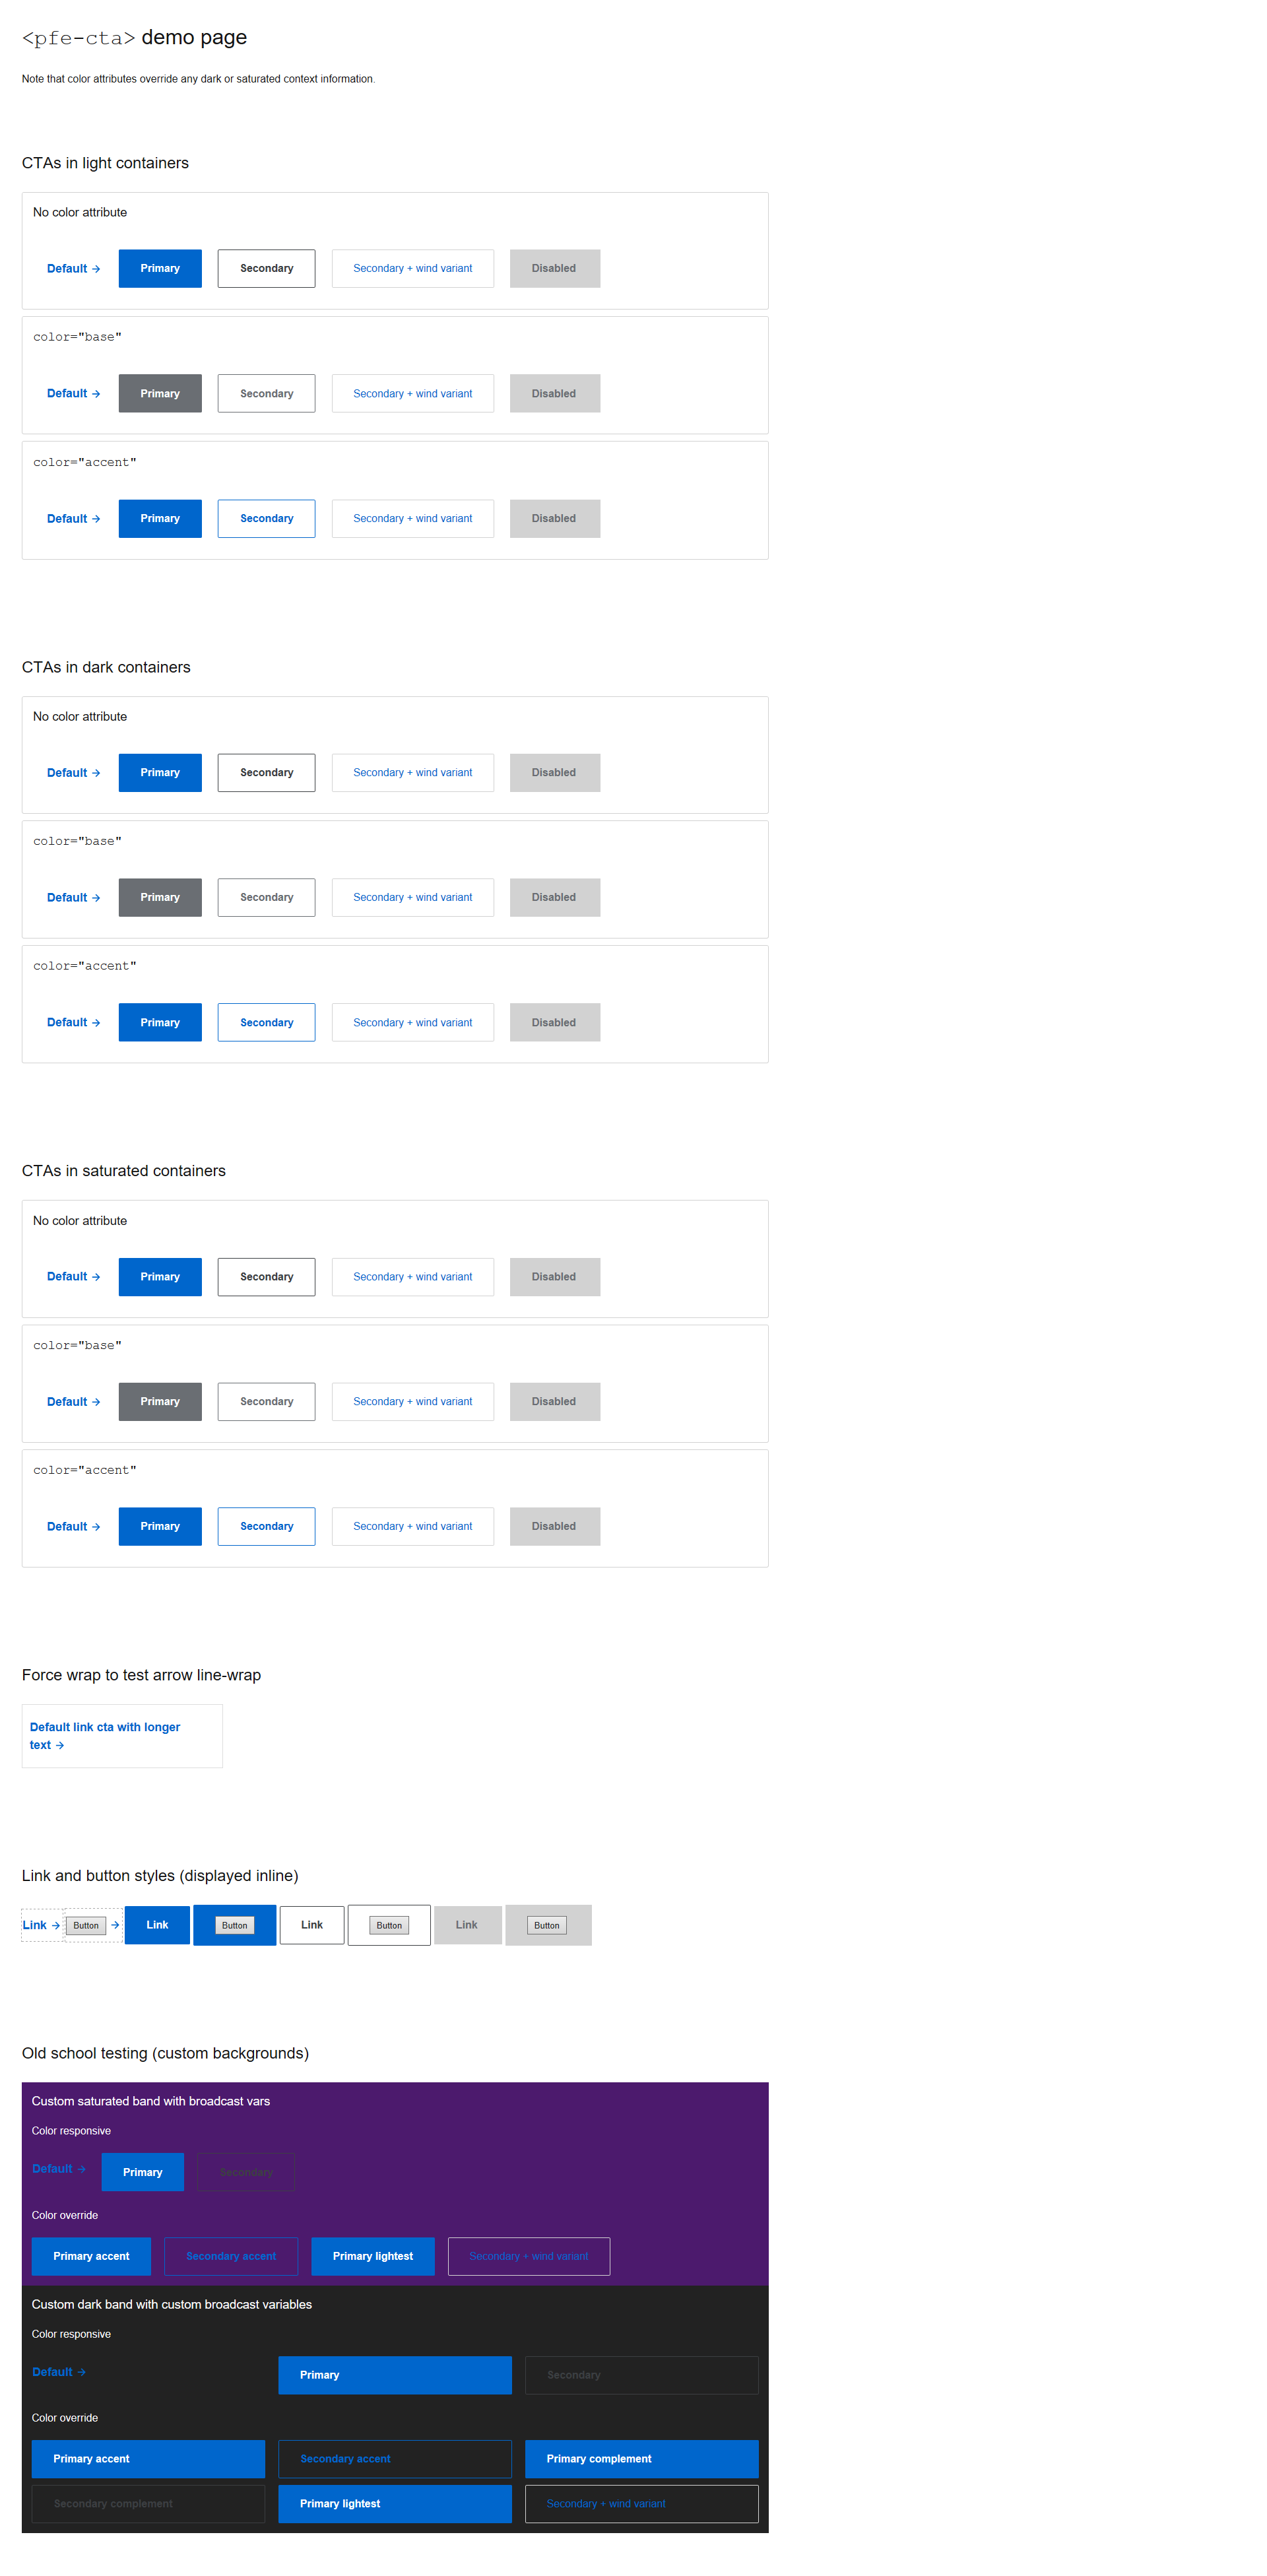 <pfe-cta> demo page
Note that color attributes override any dark or saturated context information.
CTAs in light containers
No color attribute
Default → Primary Secondary Secondary + wind variant Disabled
color="base"
Default → Primary Secondary Secondary + wind variant Disabled
color="accent"
Default → Primary Secondary Secondary + wind variant Disabled
CTAs in dark containers
No color attribute
Default → Primary Secondary Secondary + wind variant Disabled
color="base"
Default → Primary Secondary Secondary + wind variant Disabled
color="accent"
Default → Primary Secondary Secondary + wind variant Disabled
CTAs in saturated containers
No color attribute
Default → Primary Secondary Secondary + wind variant Disabled
color="base"
Default → Primary Secondary Secondary + wind variant Disabled
color="accent"
Default → Primary Secondary Secondary + wind variant Disabled
Force wrap to test arrow line-wrap
Default link cta with longer
text →
Link and button styles (displayed inline)
Link → Button → Link Button Link Button Link Button
Old school testing (custom backgrounds)
Custom saturated band with broadcast vars
Color responsive
Default → Primary Secondary
Color override
Primary accent Secondary accent Primary lightest Secondary + wind variant
Custom dark band with custom broadcast variables
Color responsive
Default → Primary Secondary
Color override
Primary accent Secondary accent Primary complement
Secondary complement Primary lightest Secondary + wind variant